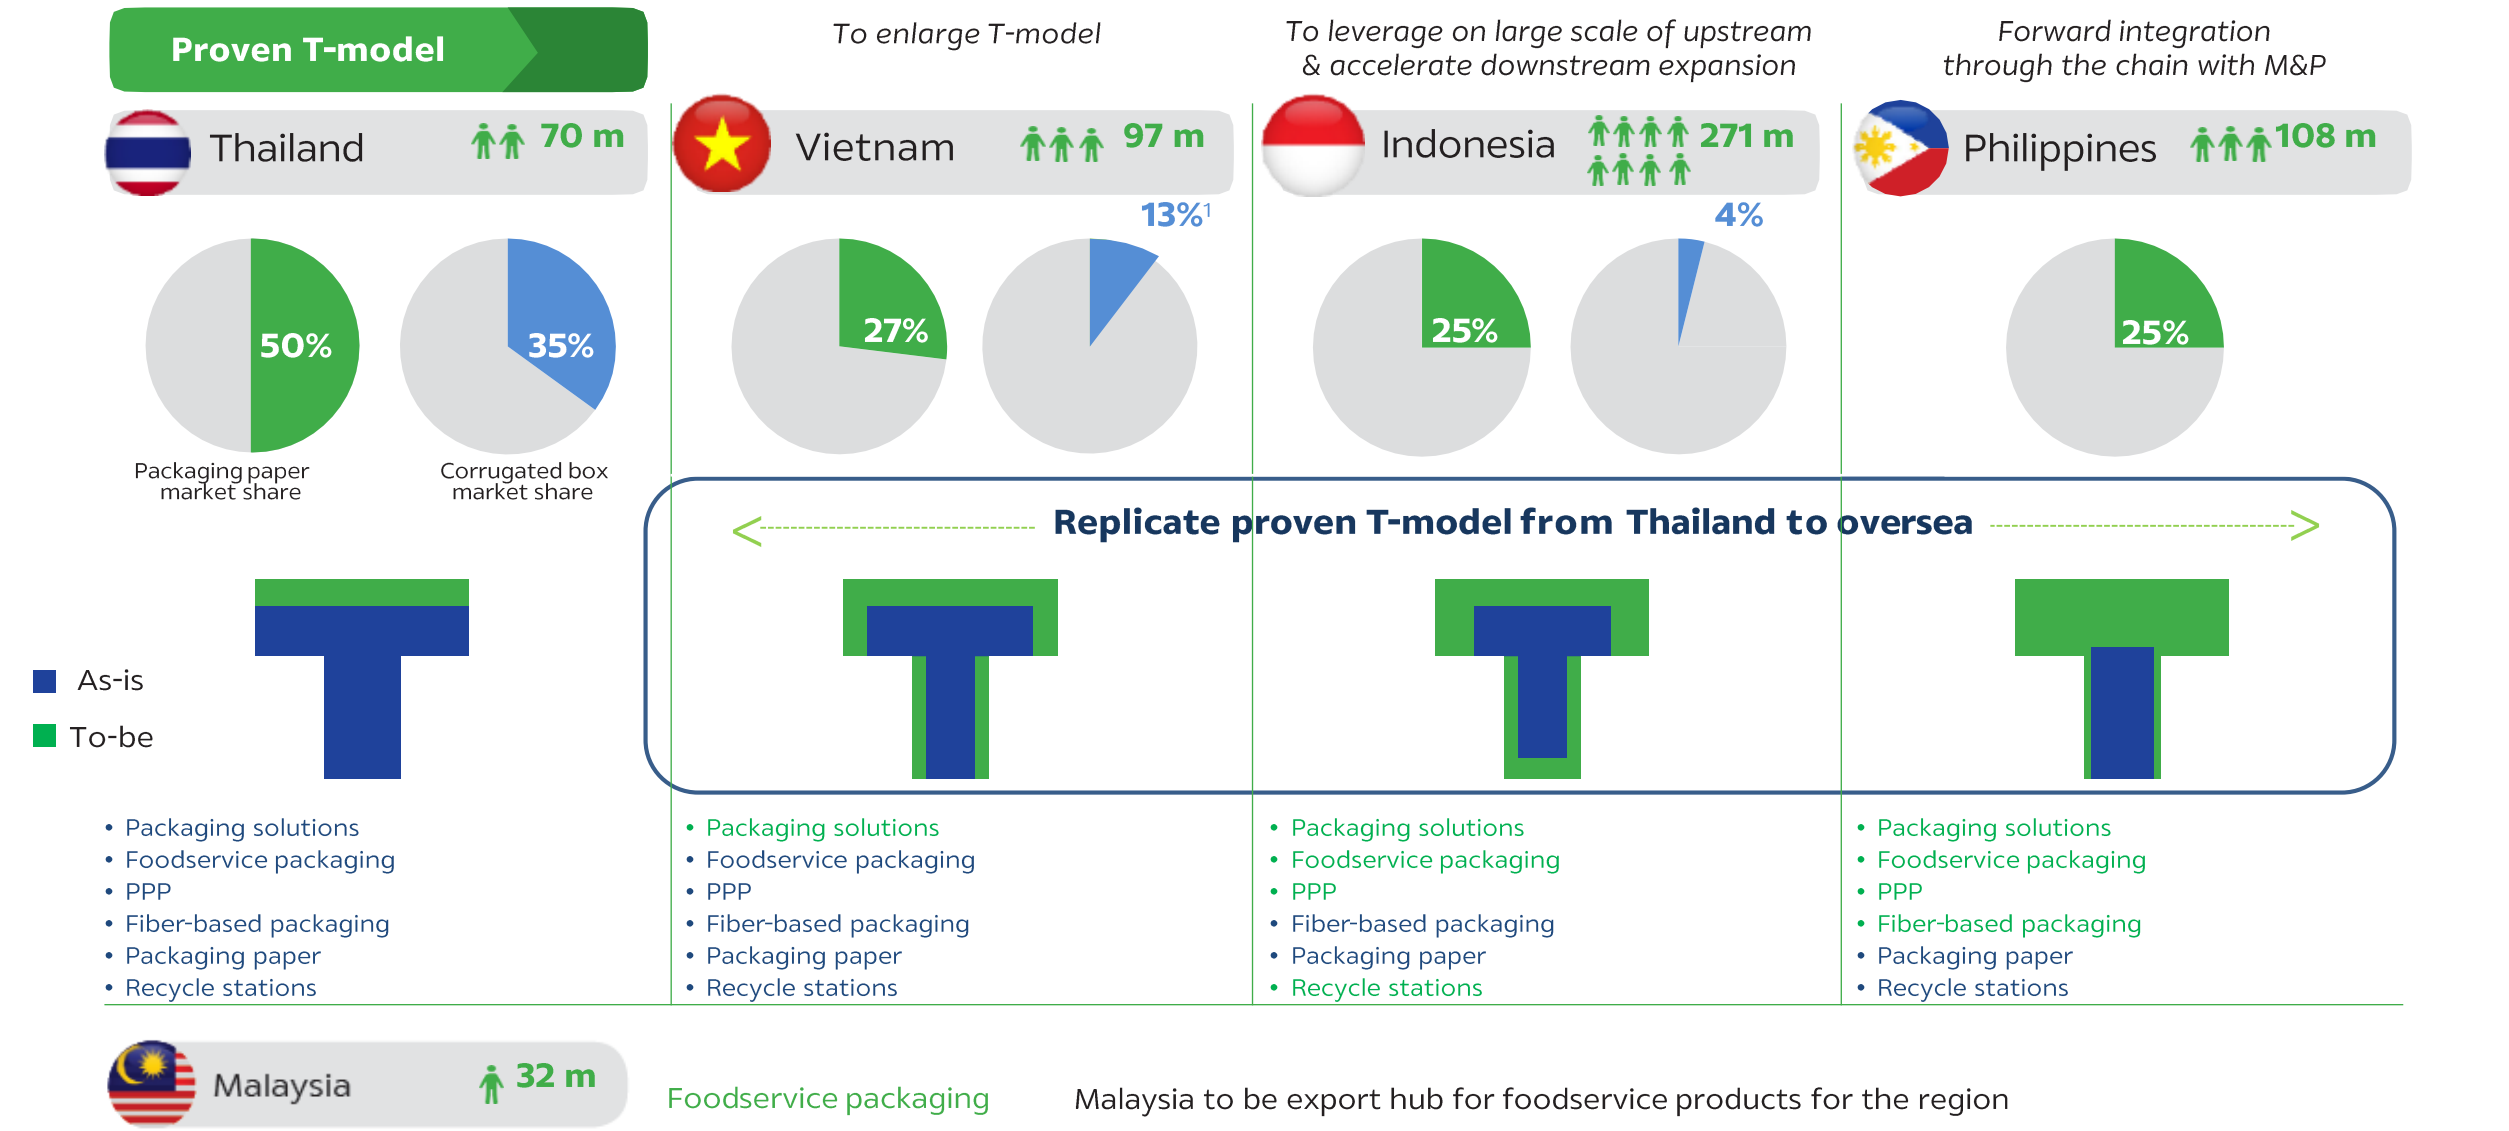 Proven T-model
To enlarge T-model
To leverage on large scale of upstream
& accelerate downstream expansion
Forward integration
through the chain with M&P
Thailand
70 m
Vietnam
97 m
Indonesia
271 m
Philippines
108 m
50%
35%
27%
13%¹
25%
4%
25%
Packaging paper
market share
Corrugated box
market share
Replicate proven T-model from Thailand to oversea
As-is
To-be
• Packaging solutions
• Foodservice packaging
• PPP
• Fiber-based packaging
• Packaging paper
• Recycle stations
• Packaging solutions
• Foodservice packaging
• PPP
• Fiber-based packaging
• Packaging paper
• Recycle stations
• Packaging solutions
• Foodservice packaging
• PPP
• Fiber-based packaging
• Packaging paper
• Recycle stations
• Packaging solutions
• Foodservice packaging
• PPP
• Fiber-based packaging
• Packaging paper
• Recycle stations
Malaysia
32 m
Foodservice packaging
Malaysia to be export hub for foodservice products for the region